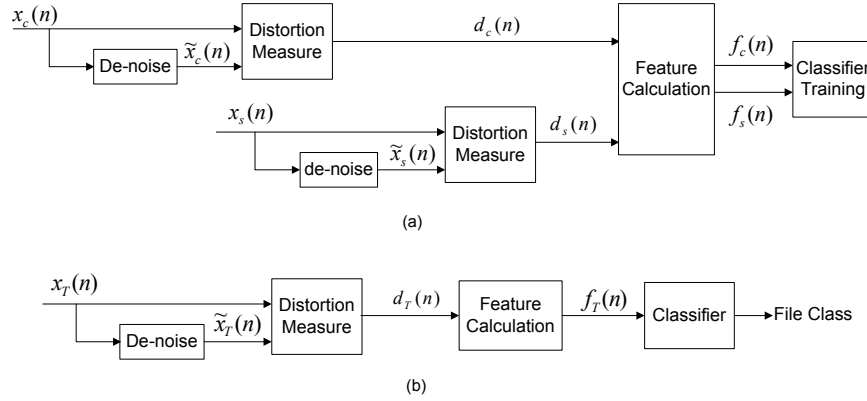 x_c(n)
De-noise
x̃_c(n)
Distortion
Measure
d_c(n)
x_s(n)
de-noise
x̃_s(n)
Distortion
Measure
d_s(n)
Feature
Calculation
f_c(n)
f_s(n)
Classifier
Training
(a)
x_T(n)
De-noise
x̃_T(n)
Distortion
Measure
d_T(n)
Feature
Calculation
f_T(n)
Classifier
File Class
(b)